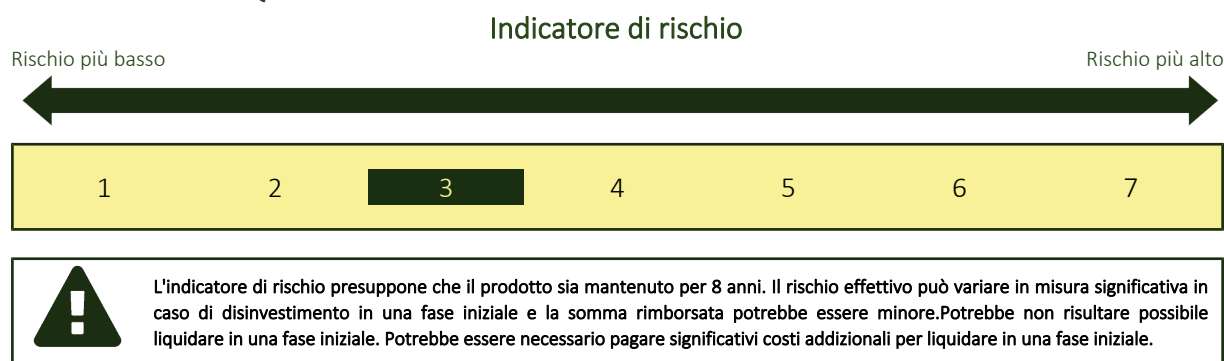 Indicatore di rischio
Rischio più basso
Rischio più alto
1 2 3 4 5 6 7
L'indicatore di rischio presuppone che il prodotto sia mantenuto per 8 anni. Il rischio effettivo può variare in misura significativa in
caso di disinvestimento in una fase iniziale e la somma rimborsata potrebbe essere minore.Potrebbe non risultare possibile
liquidare in una fase iniziale. Potrebbe essere necessario pagare significativi costi addizionali per liquidare in una fase iniziale.